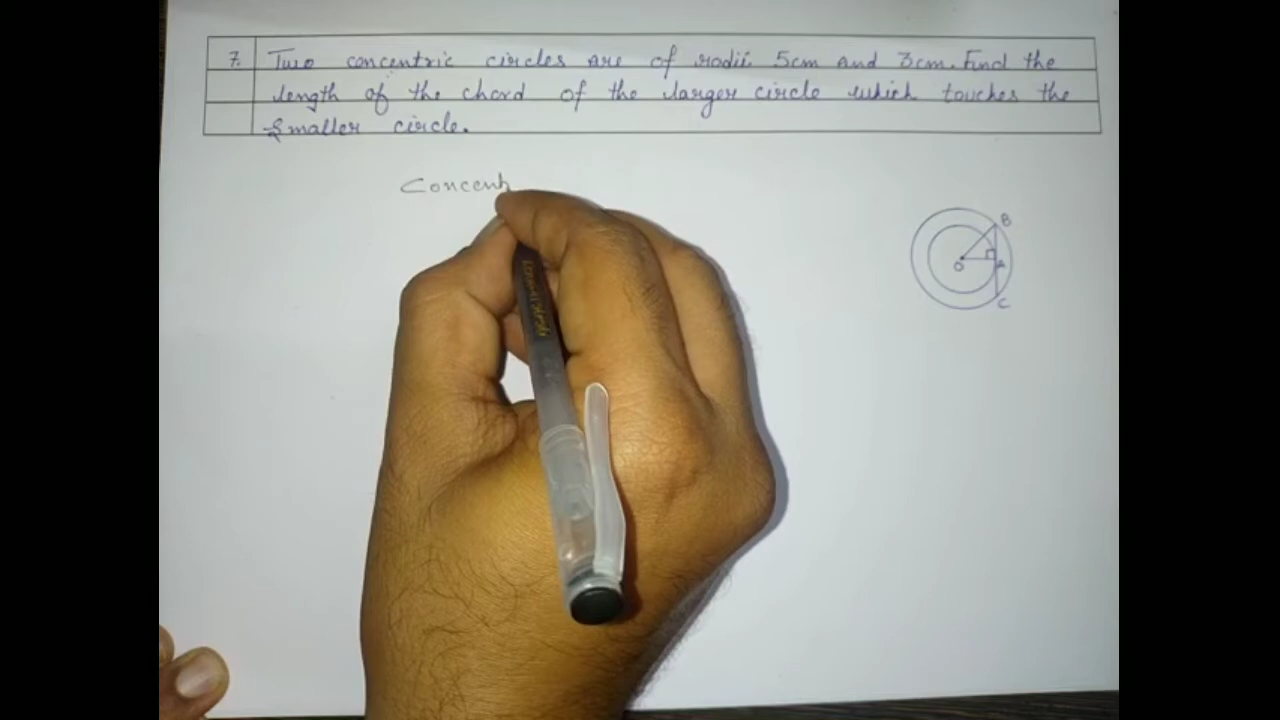 7. Two concentric circles are of radii 5cm and 3cm. Find the
length of the chord of the larger circle which touches the
smaller circle.
Concent
B
O
A
C